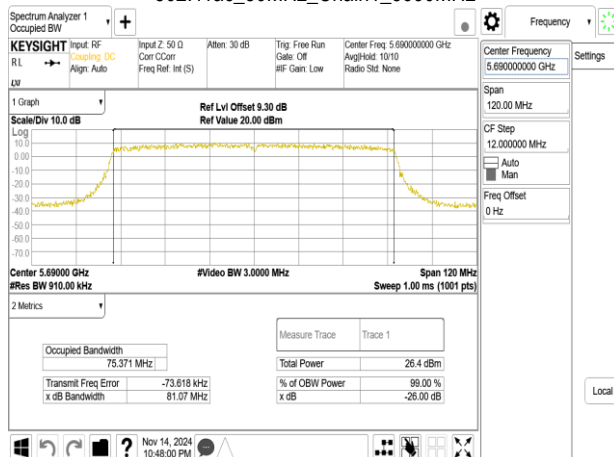 Spectrum Analyzer 1
Occupied BW
Frequency
KEYSIGHT
RL
Input: RF
Coupling: DC
Align: Auto
Input Z: 50 Ω
Corr CCorr
Freq Ref: Int (S)
Atten: 30 dB
Trig: Free Run
Gate: Off
#IF Gain: Low
Center Freq: 5.690000000 GHz
Avg|Hold: 10/10
Radio Std: None
Center Frequency
5.690000000 GHz
Settings
Span
120.00 MHz
CF Step
12.000000 MHz
Auto
Man
Freq Offset
0 Hz
1 Graph
Scale/Div 10.0 dB
Ref Lvl Offset 9.30 dB
Ref Value 20.00 dBm
Log
10.0
0.00
-10.0
-20.0
-30.0
-40.0
-50.0
-60.0
-70.0
Center 5.69000 GHz
#Video BW 3.0000 MHz
Span 120 MHz
#Res BW 910.00 kHz
Sweep 1.00 ms (1001 pts)
2 Metrics
Measure Trace
Trace 1
Occupied Bandwidth
75.371 MHz
Total Power
26.4 dBm
Transmit Freq Error
-73.618 kHz
% of OBW Power
99.00 %
x dB Bandwidth
81.07 MHz
x dB
-26.00 dB
Local
?
Nov 14, 2024
10:48:00 PM